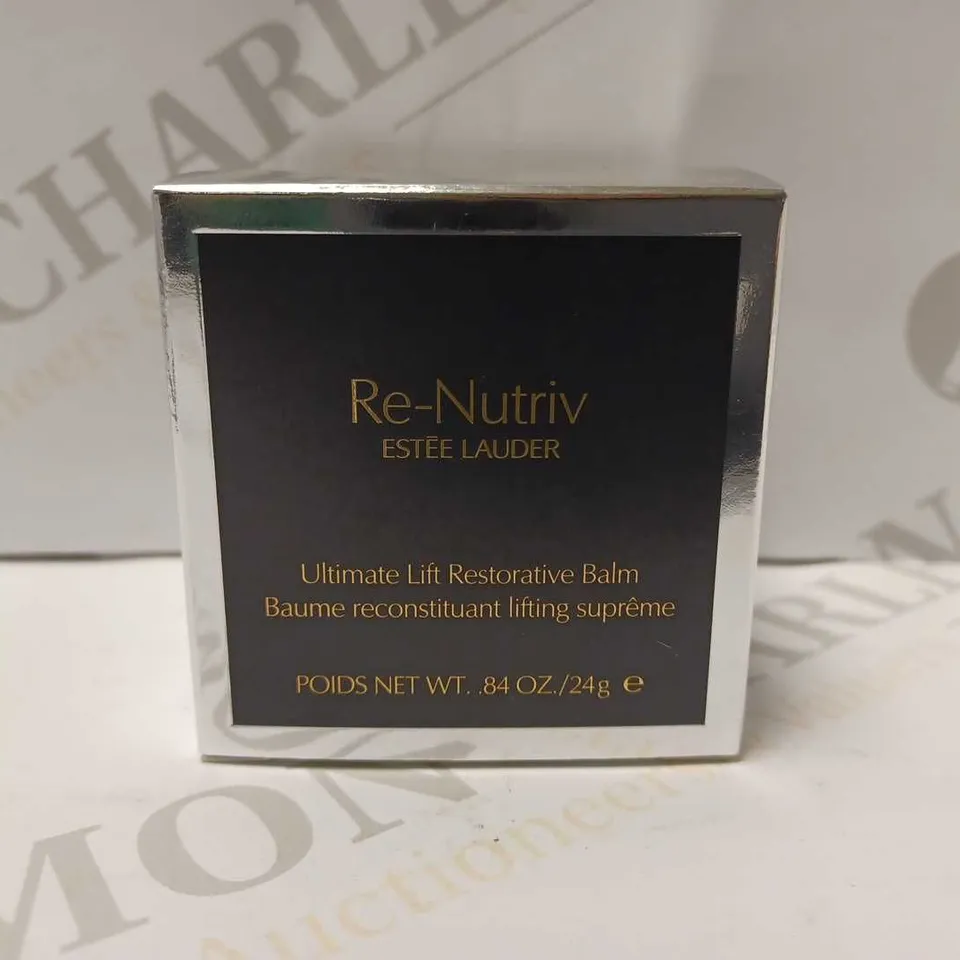 Re-Nutriv
ESTĒE LAUDER
Ultimate Lift Restorative Balm
Baume reconstituant lifting suprême
POIDS NET WT. .84 OZ./24g ℮